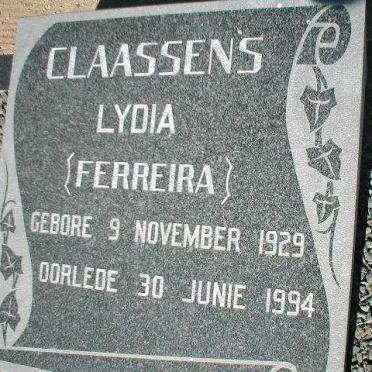 CLAASSENS
LYDIA
{FERREIRA}
GEBORE 9 NOVEMBER 1929
OORLEDE 30 JUNIE 1994